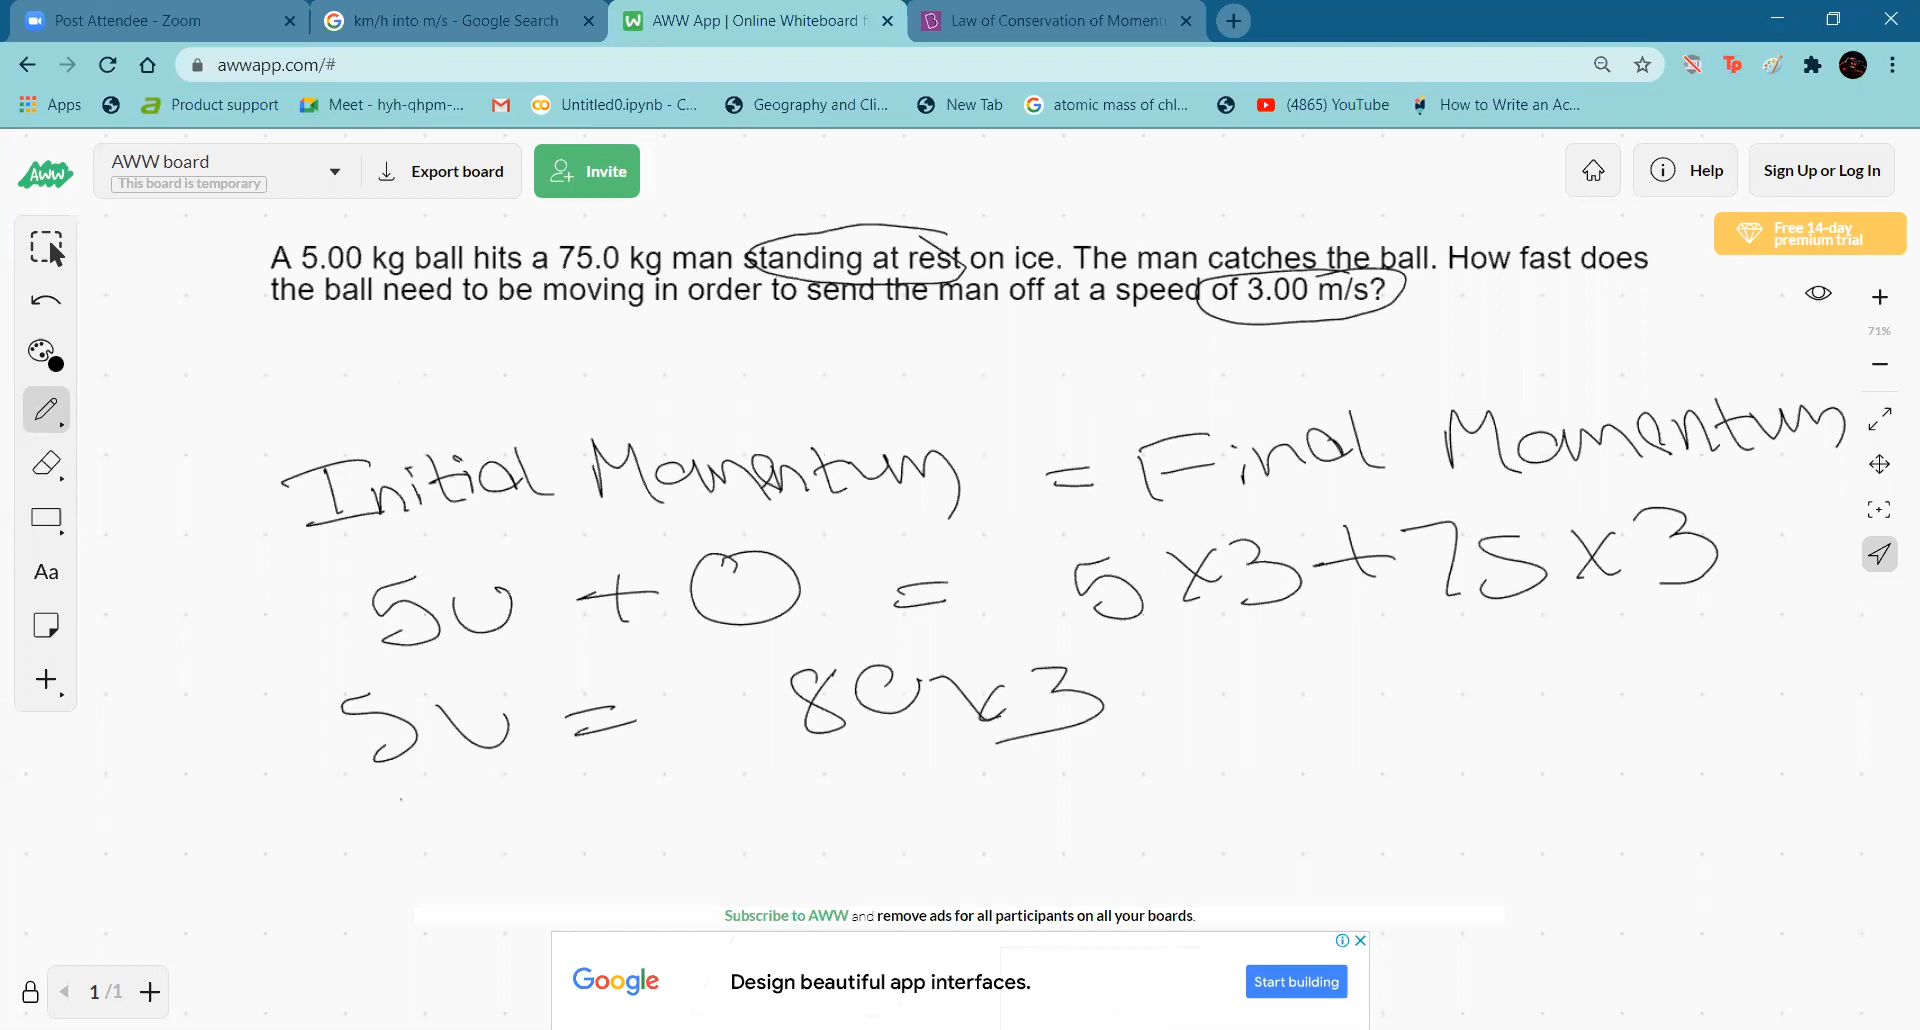 Post Attendee - Zoom
km/h into m/s - Google Search
AWW App | Online Whiteboard f
Law of Conservation of Moment
awwapp.com/#
Apps
Product support
Meet - hyh-qhpm-...
Untitled0.ipynb - C...
Geography and Cli...
New Tab
atomic mass of chl...
(4865) YouTube
How to Write an Ac...
AWW
AWW board
This board is temporary
Export board
Invite
Help
Sign Up or Log In
Free 14-day
premium trial
A 5.00 kg ball hits a 75.0 kg man standing at rest on ice. The man catches the ball. How fast does
the ball need to be moving in order to send the man off at a speed of 3.00 m/s?
71%
Initial Momentum = Final Momentum
5v + 0 = 5 x 3 + 75 x 3
5v = 80 x 3
Aa
Subscribe to AWW and remove ads for all participants on all your boards.
Google
Design beautiful app interfaces.
Start building
1 /1